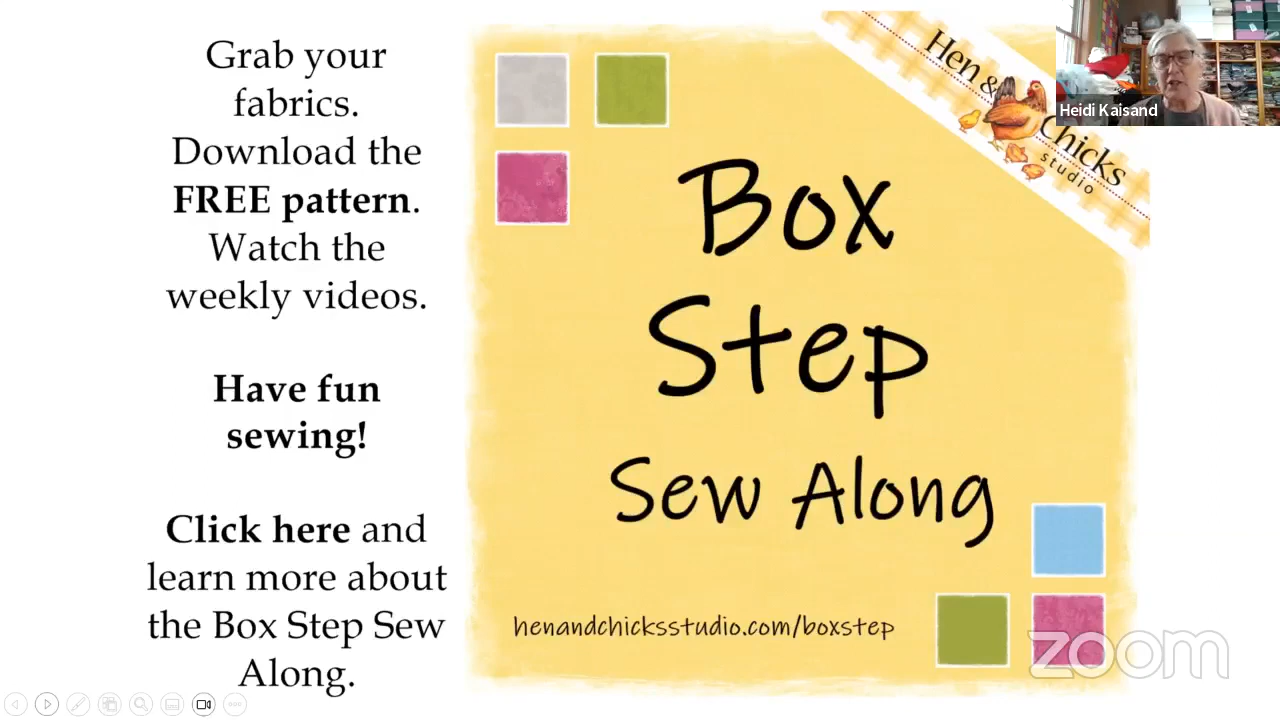 Grab your
fabrics.
Download the
FREE pattern.
Watch the
weekly videos.
Have fun
sewing!
Click here and
learn more about
the Box Step Sew
Along.
Hen &
Chicks
studio
Box
Step
Sew Along
henandchicksstudio.com/boxstep
Heidi Kaisand
zoom